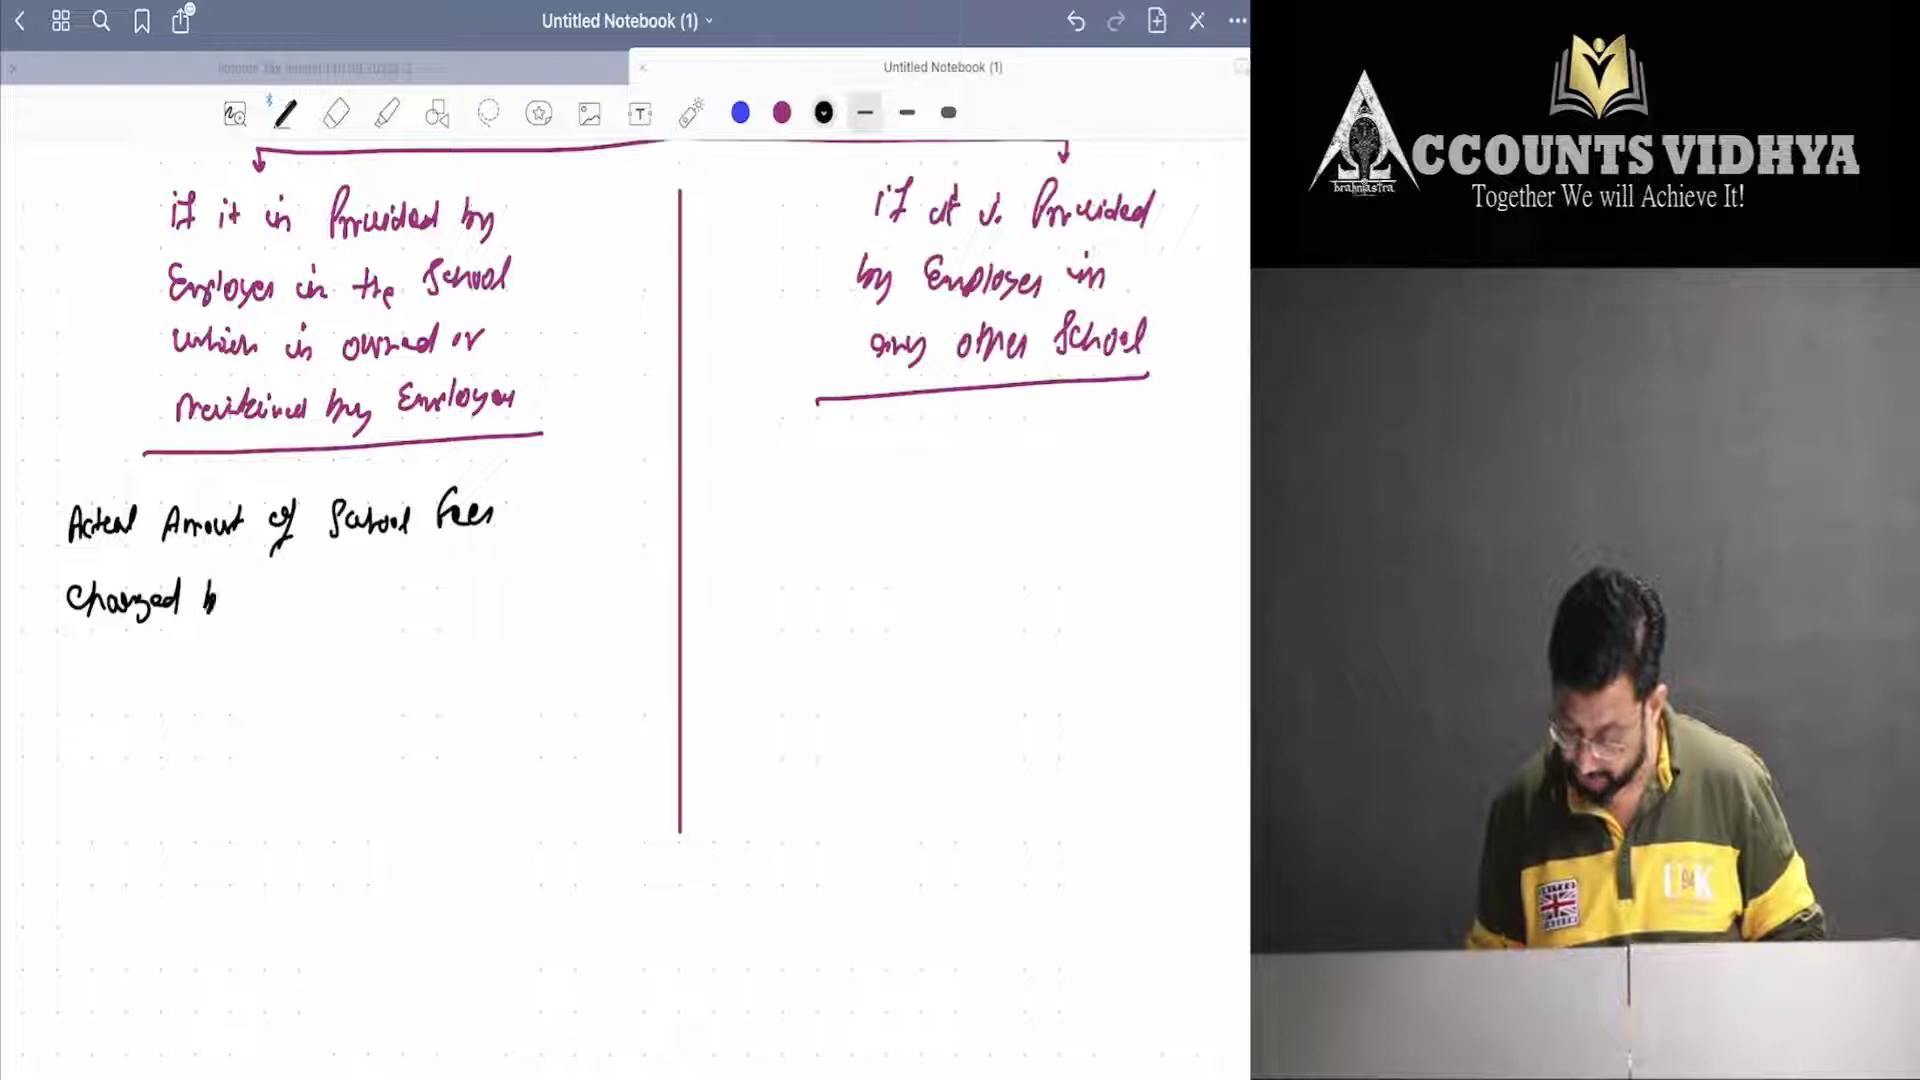 Untitled Notebook (1)
Untitled Notebook (1)
T
if it is Provided by
Employer in the School
which is owned or
by Employer
if it is Provided
by Employer in
any other School
Actual Amount of School Fees
Charged b
ACCOUNTS VIDHYA
brahmastra
Together We will Achieve It!
UNITED
U K